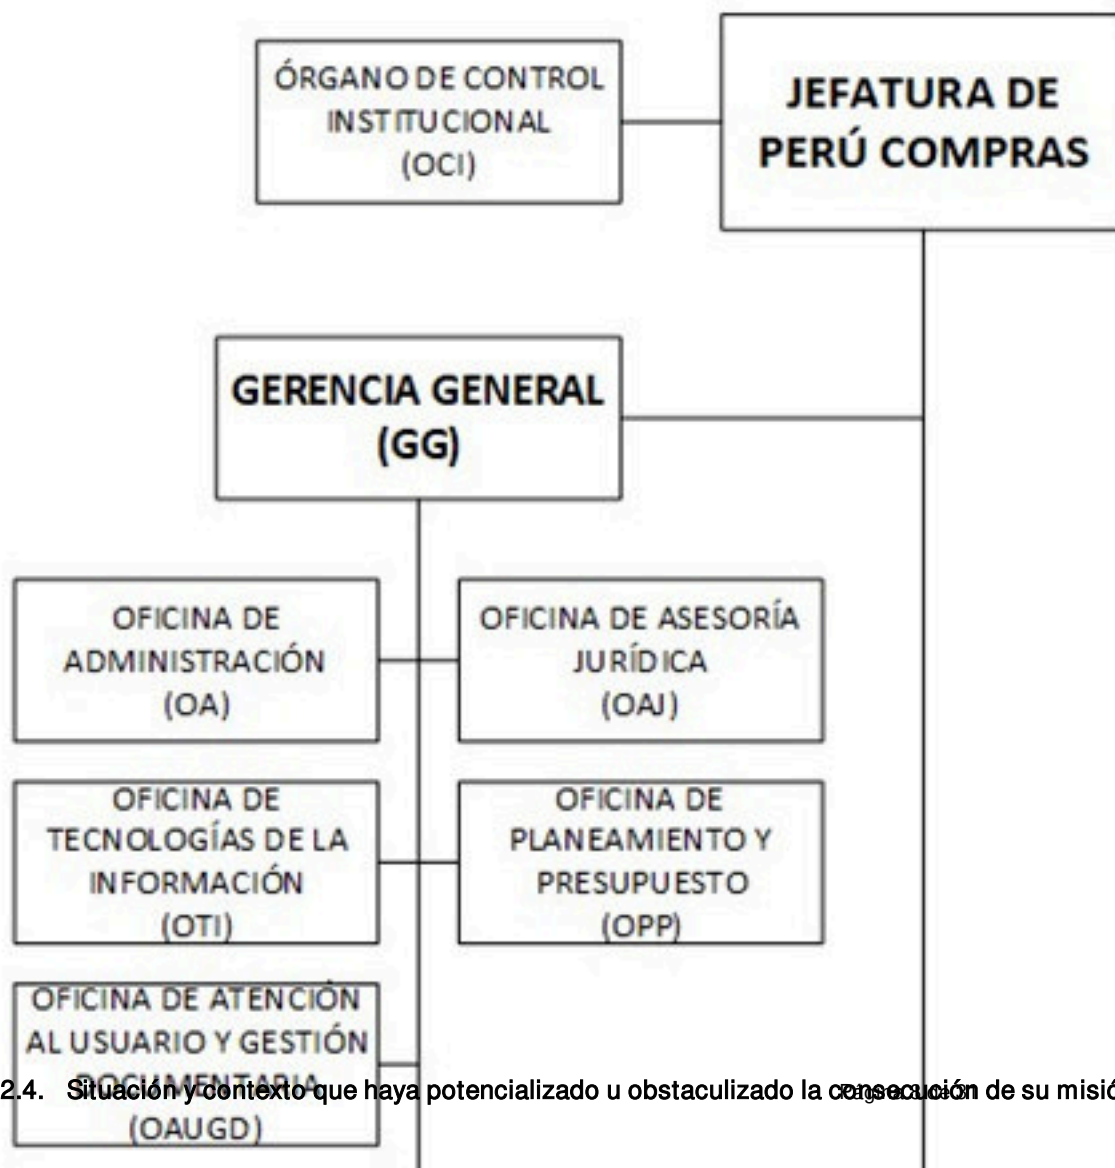 ÓRGANO DE CONTROL
INSTITUCIONAL
(OCI)
JEFATURA DE
PERÚ COMPRAS
GERENCIA GENERAL
(GG)
OFICINA DE
ADMINISTRACIÓN
(OA)
OFICINA DE ASESORÍA
JURÍDICA
(OAJ)
OFICINA DE
TECNOLOGÍAS DE LA
INFORMACIÓN
(OTI)
OFICINA DE
PLANEAMIENTO Y
PRESUPUESTO
(OPP)
OFICINA DE ATENCIÓN
AL USUARIO Y GESTIÓN
DOCUMENTARIA
(OAUGD)
2.4. Situación y contexto que haya potencializado u obstaculizado la consecución de su misió